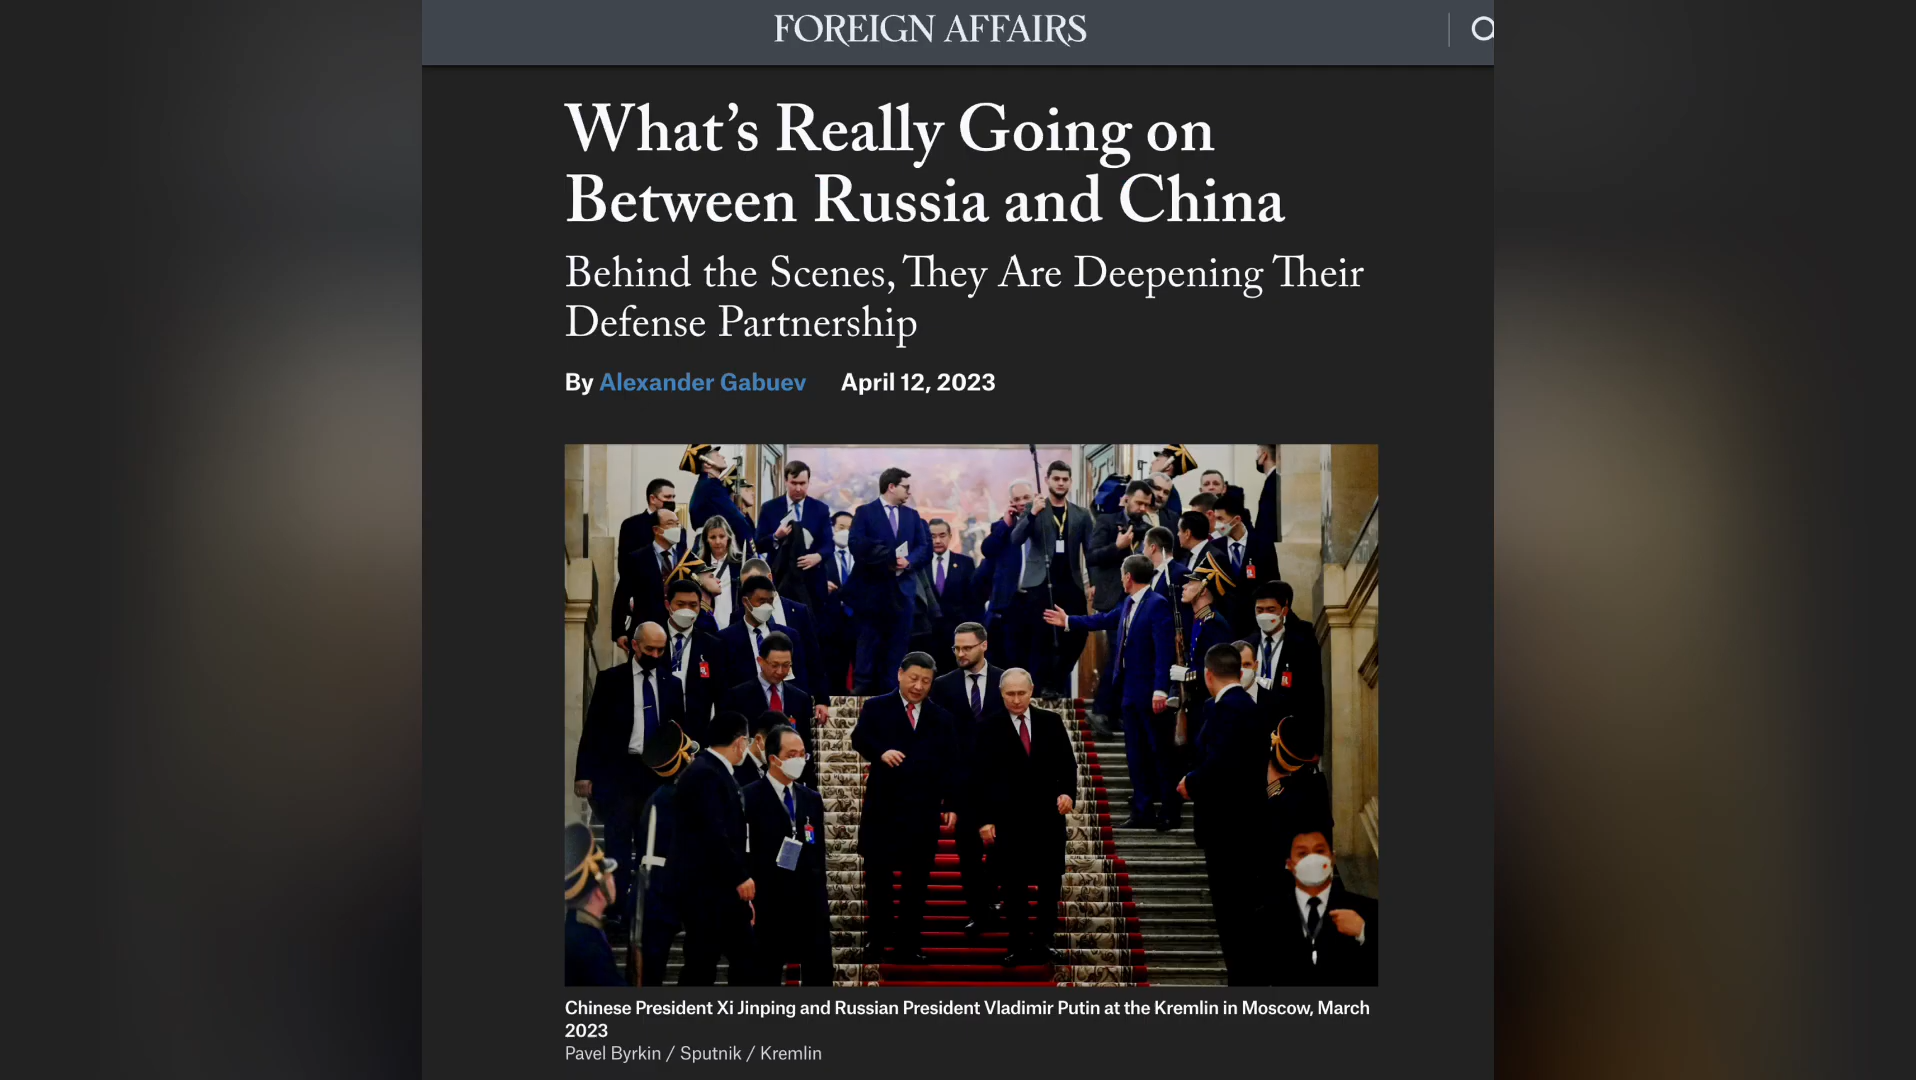 FOREIGN AFFAIRS
What’s Really Going on
Between Russia and China
Behind the Scenes, They Are Deepening Their
Defense Partnership
By Alexander Gabuev April 12, 2023
Chinese President Xi Jinping and Russian President Vladimir Putin at the Kremlin in Moscow, March
2023
Pavel Byrkin / Sputnik / Kremlin